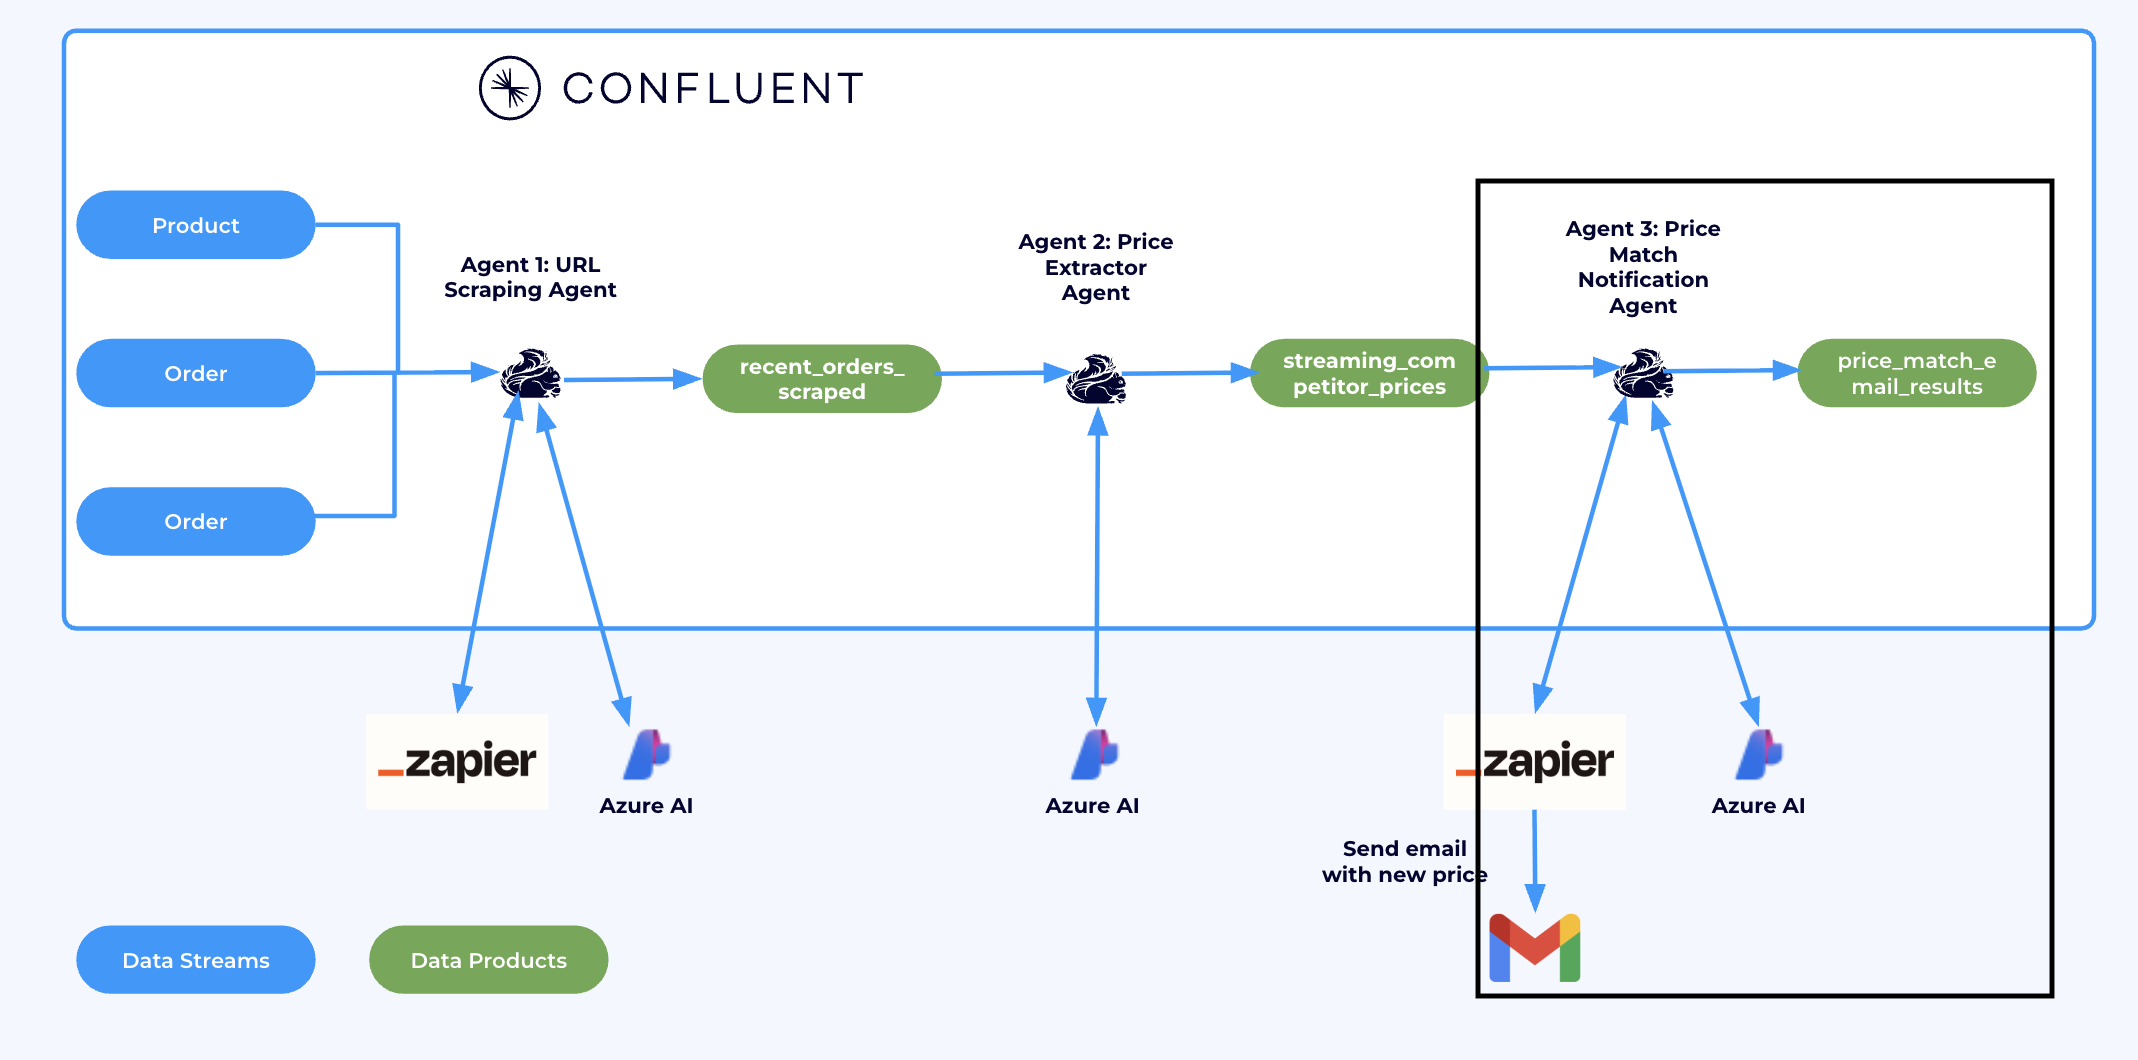 CONFLUENT
Product
Order
Order
Agent 1: URL
Scraping Agent
recent_orders_
scraped
Agent 2: Price
Extractor
Agent
streaming_com
petitor_prices
Agent 3: Price
Match
Notification
Agent
price_match_e
mail_results
_zapier
Azure AI
Azure AI
_zapier
Azure AI
Send email
with new price
Data Streams
Data Products